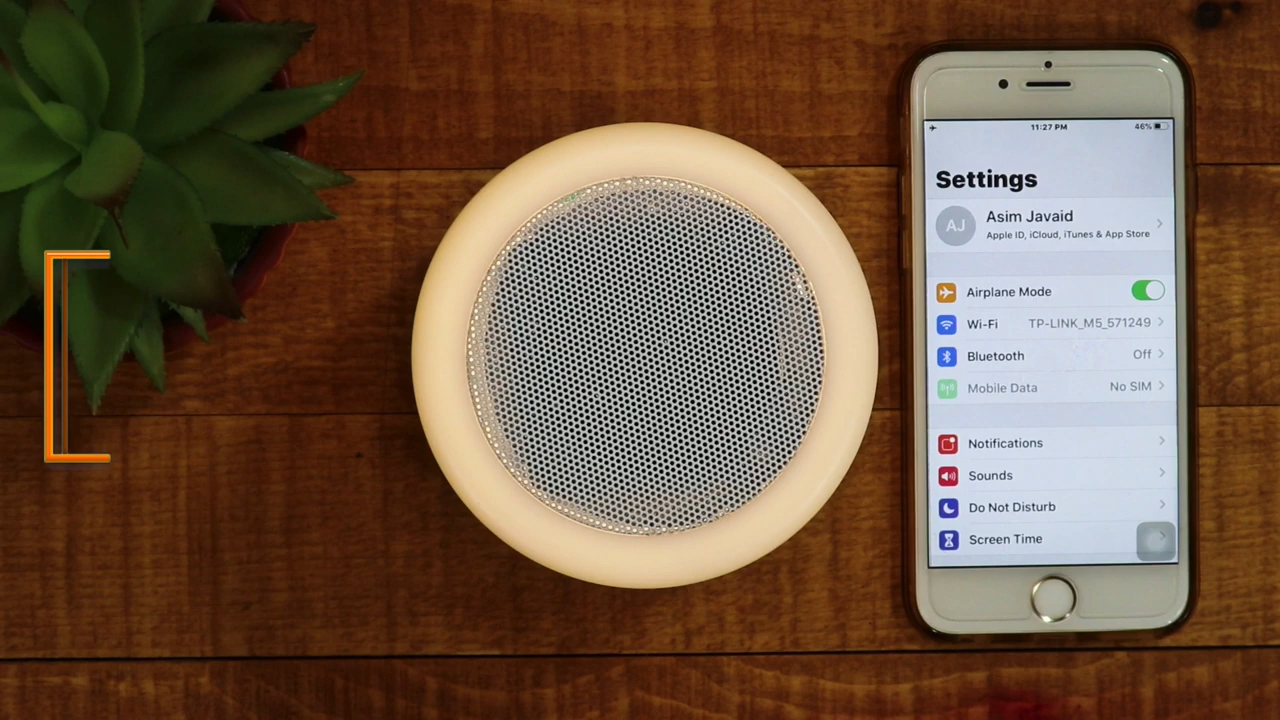 11:27 PM
46%
Settings
AJ
Asim Javaid
Apple ID, iCloud, iTunes & App Store
Airplane Mode
Wi-Fi TP-LINK_M5_571249
Bluetooth Off
Mobile Data No SIM
Notifications
Sounds
Do Not Disturb
Screen Time